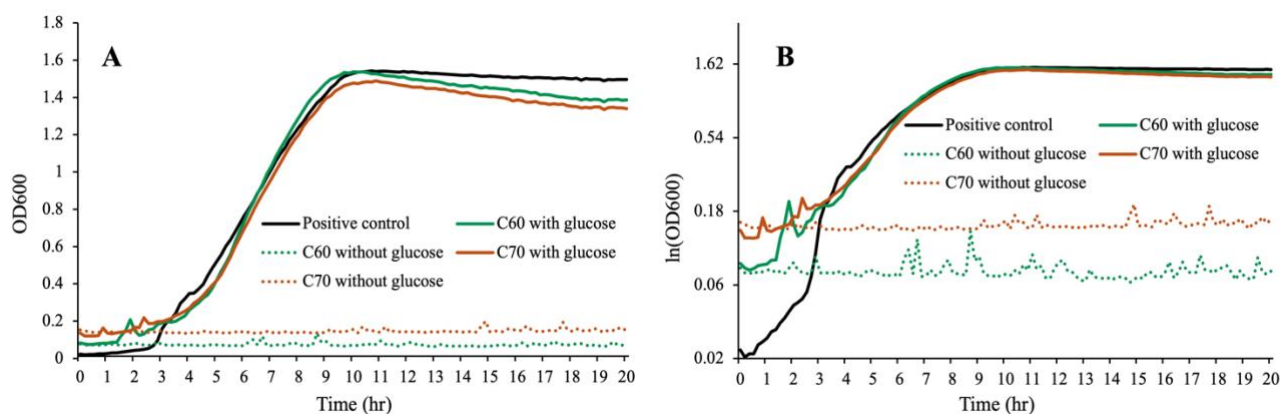 A
OD600
1.8
1.6
1.4
1.2
1
0.8
0.6
0.4
0.2
0
Positive control
C60 with glucose
C60 without glucose
C70 with glucose
C70 without glucose
0 1 2 3 4 5 6 7 8 9 10 11 12 13 14 15 16 17 18 19 20
Time (hr)
B
ln(OD600)
1.62
0.54
0.18
0.06
0.02
Positive control
C60 with glucose
C60 without glucose
C70 with glucose
C70 without glucose
0 1 2 3 4 5 6 7 8 9 10 11 12 13 14 15 16 17 18 19 20
Time (hr)